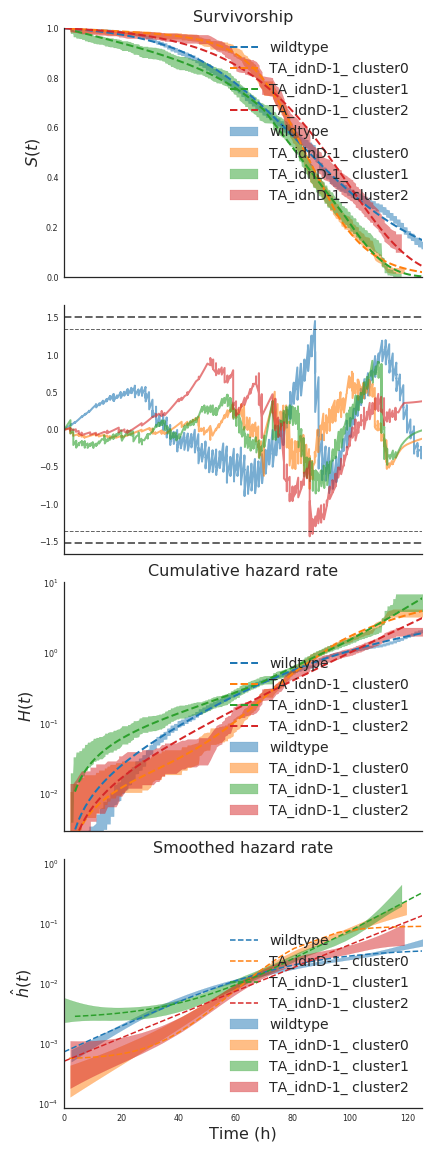 Survivorship
1.0
0.8
0.6
0.4
0.2
0.0
S(t)
wildtype
TA_idnD-1_ cluster0
TA_idnD-1_ cluster1
TA_idnD-1_ cluster2
wildtype
TA_idnD-1_ cluster0
TA_idnD-1_ cluster1
TA_idnD-1_ cluster2
1.5
1.0
0.5
0.0
−0.5
−1.0
−1.5
Cumulative hazard rate
10¹
10⁰
10⁻¹
10⁻²
H(t)
wildtype
TA_idnD-1_ cluster0
TA_idnD-1_ cluster1
TA_idnD-1_ cluster2
wildtype
TA_idnD-1_ cluster0
TA_idnD-1_ cluster1
TA_idnD-1_ cluster2
Smoothed hazard rate
10⁰
10⁻¹
10⁻²
10⁻³
10⁻⁴
ĥ(t)
wildtype
TA_idnD-1_ cluster0
TA_idnD-1_ cluster1
TA_idnD-1_ cluster2
wildtype
TA_idnD-1_ cluster0
TA_idnD-1_ cluster1
TA_idnD-1_ cluster2
0 20 40 60 80 100 120
Time (h)